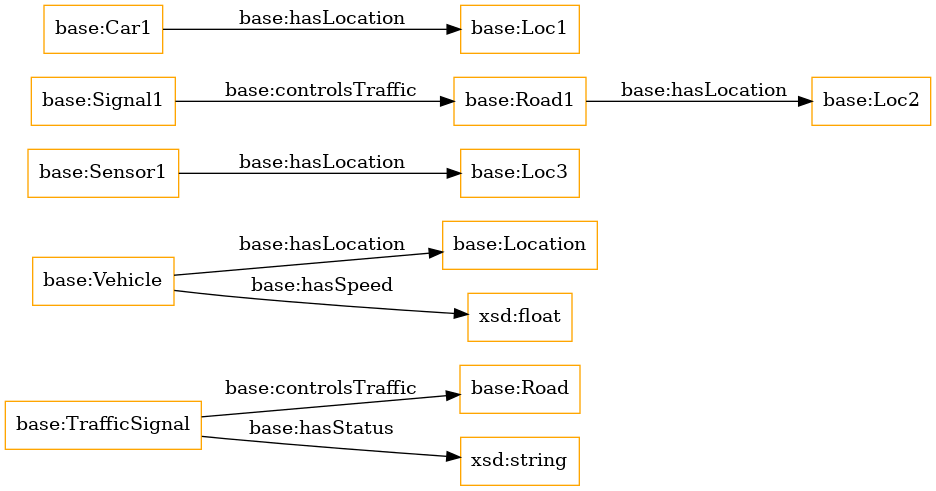 base:Car1
base:hasLocation
base:Loc1
base:Signal1
base:controlsTraffic
base:Road1
base:hasLocation
base:Loc2
base:Sensor1
base:hasLocation
base:Loc3
base:Vehicle
base:hasLocation
base:Location
base:hasSpeed
xsd:float
base:TrafficSignal
base:controlsTraffic
base:Road
base:hasStatus
xsd:string